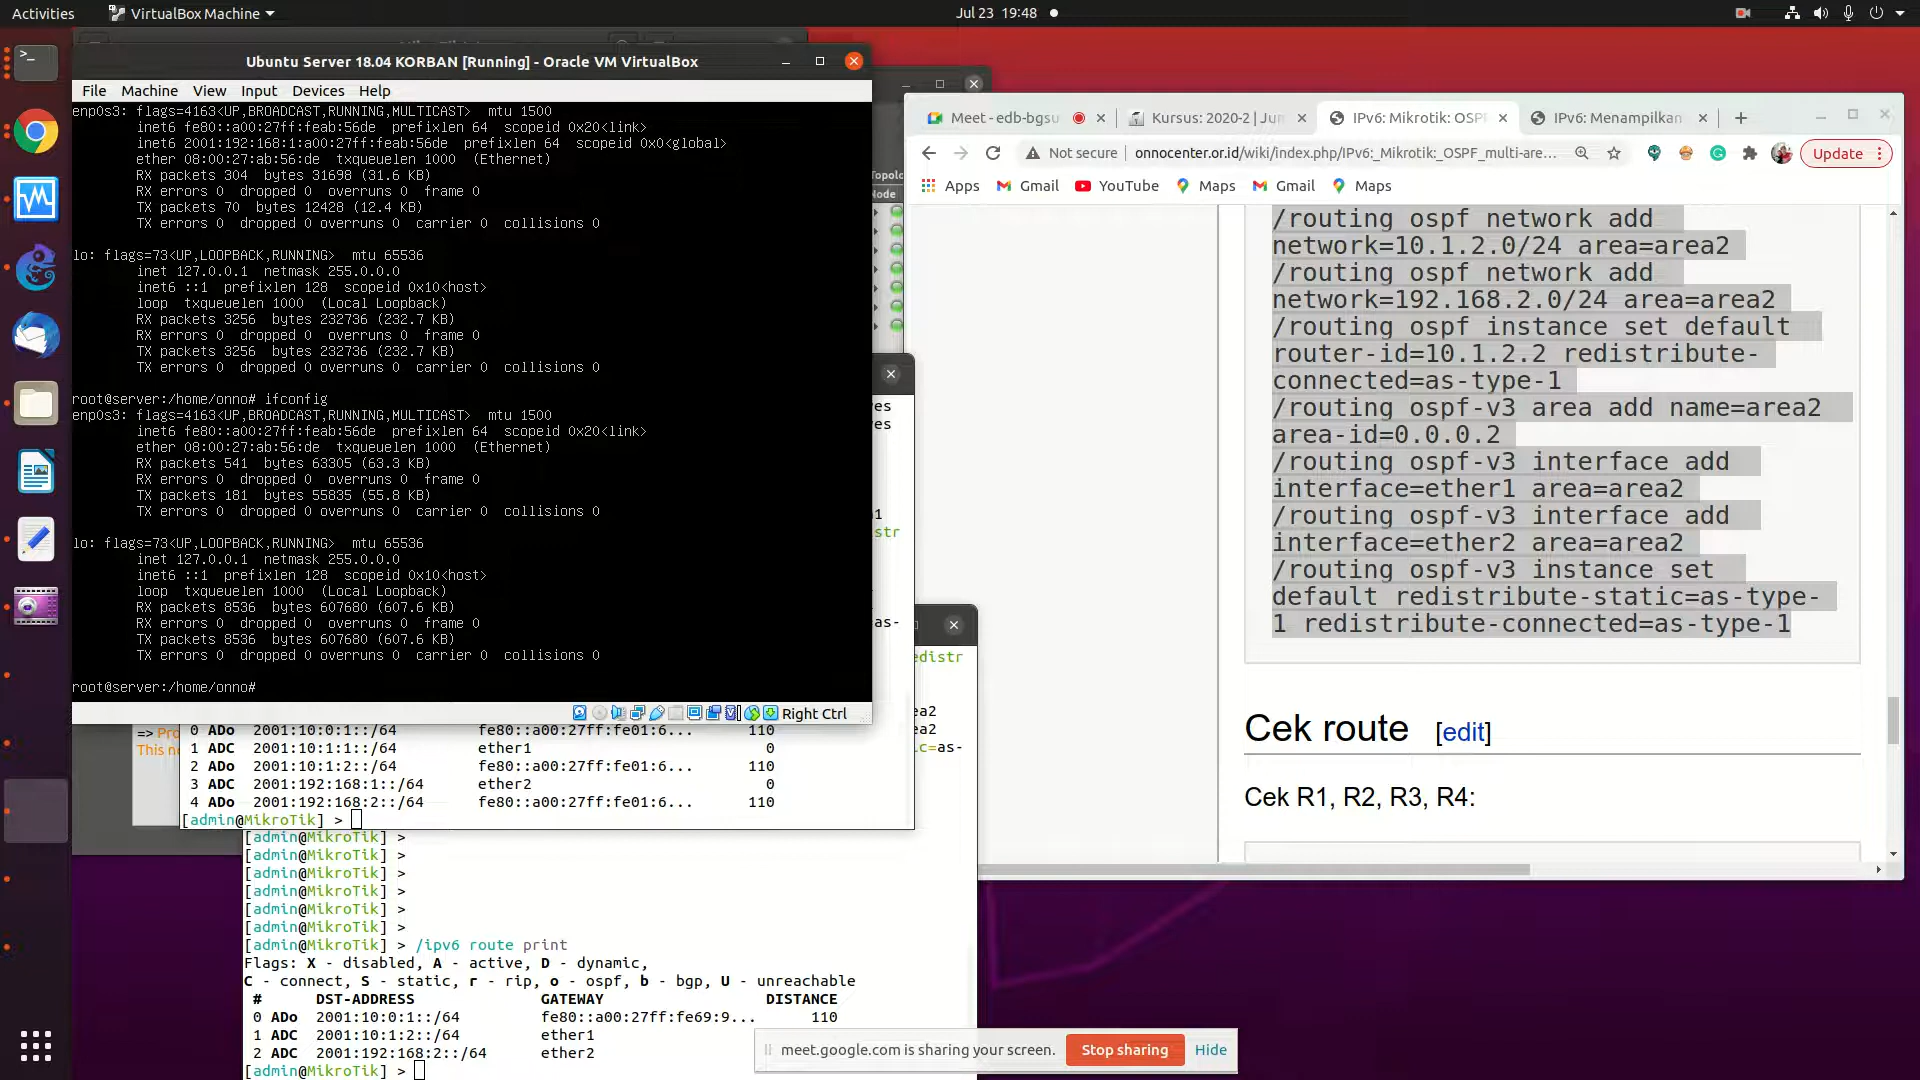 Activities
VirtualBox Machine
Jul 23 19:48
Ubuntu Server 18.04 KORBAN [Running] - Oracle VM VirtualBox
File Machine View Input Devices Help
enp0s3: flags=4163<UP,BROADCAST,RUNNING,MULTICAST> mtu 1500
inet6 fe80::a00:27ff:feab:56de prefixlen 64 scopeid 0x20<link>
inet6 2001:192:168:1:a00:27ff:feab:56de prefixlen 64 scopeid 0x0<global>
ether 08:00:27:ab:56:de txqueuelen 1000 (Ethernet)
RX packets 304 bytes 31698 (31.6 KB)
RX errors 0 dropped 0 overruns 0 frame 0
TX packets 70 bytes 12428 (12.4 KB)
TX errors 0 dropped 0 overruns 0 carrier 0 collisions 0
lo: flags=73<UP,LOOPBACK,RUNNING> mtu 65536
inet 127.0.0.1 netmask 255.0.0.0
inet6 ::1 prefixlen 128 scopeid 0x10<host>
loop txqueuelen 1000 (Local Loopback)
RX packets 3256 bytes 232736 (232.7 KB)
RX errors 0 dropped 0 overruns 0 frame 0
TX packets 3256 bytes 232736 (232.7 KB)
TX errors 0 dropped 0 overruns 0 carrier 0 collisions 0
root@server:/home/onno# ifconfig
enp0s3: flags=4163<UP,BROADCAST,RUNNING,MULTICAST> mtu 1500
inet6 fe80::a00:27ff:feab:56de prefixlen 64 scopeid 0x20<link>
ether 08:00:27:ab:56:de txqueuelen 1000 (Ethernet)
RX packets 541 bytes 63305 (63.3 KB)
RX errors 0 dropped 0 overruns 0 frame 0
TX packets 181 bytes 55835 (55.8 KB)
TX errors 0 dropped 0 overruns 0 carrier 0 collisions 0
lo: flags=73<UP,LOOPBACK,RUNNING> mtu 65536
inet 127.0.0.1 netmask 255.0.0.0
inet6 ::1 prefixlen 128 scopeid 0x10<host>
loop txqueuelen 1000 (Local Loopback)
RX packets 8536 bytes 607680 (607.6 KB)
RX errors 0 dropped 0 overruns 0 frame 0
TX packets 8536 bytes 607680 (607.6 KB)
TX errors 0 dropped 0 overruns 0 carrier 0 collisions 0
root@server:/home/onno#
Right Ctrl
Topolo
Node
es
es
1
str
as-
edistr
ea2
ea2
ic=as-
=> Pro
This n
0 ADo 2001:10:0:1::/64 fe80::a00:27ff:fe01:6... 110
1 ADC 2001:10:1:1::/64 ether1 0
2 ADo 2001:10:1:2::/64 fe80::a00:27ff:fe01:6... 110
3 ADC 2001:192:168:1::/64 ether2 0
4 ADo 2001:192:168:2::/64 fe80::a00:27ff:fe01:6... 110
[admin@MikroTik] >
[admin@MikroTik] >
[admin@MikroTik] >
[admin@MikroTik] >
[admin@MikroTik] >
[admin@MikroTik] >
[admin@MikroTik] >
[admin@MikroTik] > /ipv6 route print
Flags: X - disabled, A - active, D - dynamic,
C - connect, S - static, r - rip, o - ospf, b - bgp, U - unreachable
# DST-ADDRESS GATEWAY DISTANCE
0 ADo 2001:10:0:1::/64 fe80::a00:27ff:fe69:9... 110
1 ADC 2001:10:1:2::/64 ether1
2 ADC 2001:192:168:2::/64 ether2
[admin@MikroTik] >
Meet - edb-bgsu
Kursus: 2020-2 | Jum
IPv6: Mikrotik: OSPF
IPv6: Menampilkan
Not secure
onnocenter.or.id/wiki/index.php/IPv6:_Mikrotik:_OSPF_multi-are...
Update
Apps Gmail YouTube Maps Gmail Maps
/routing ospf network add
network=10.1.2.0/24 area=area2
/routing ospf network add
network=192.168.2.0/24 area=area2
/routing ospf instance set default
router-id=10.1.2.2 redistribute-
connected=as-type-1
/routing ospf-v3 area add name=area2
area-id=0.0.0.2
/routing ospf-v3 interface add
interface=ether1 area=area2
/routing ospf-v3 interface add
interface=ether2 area=area2
/routing ospf-v3 instance set
default redistribute-static=as-type-
1 redistribute-connected=as-type-1
Cek route [edit]
Cek R1, R2, R3, R4:
meet.google.com is sharing your screen.
Stop sharing
Hide